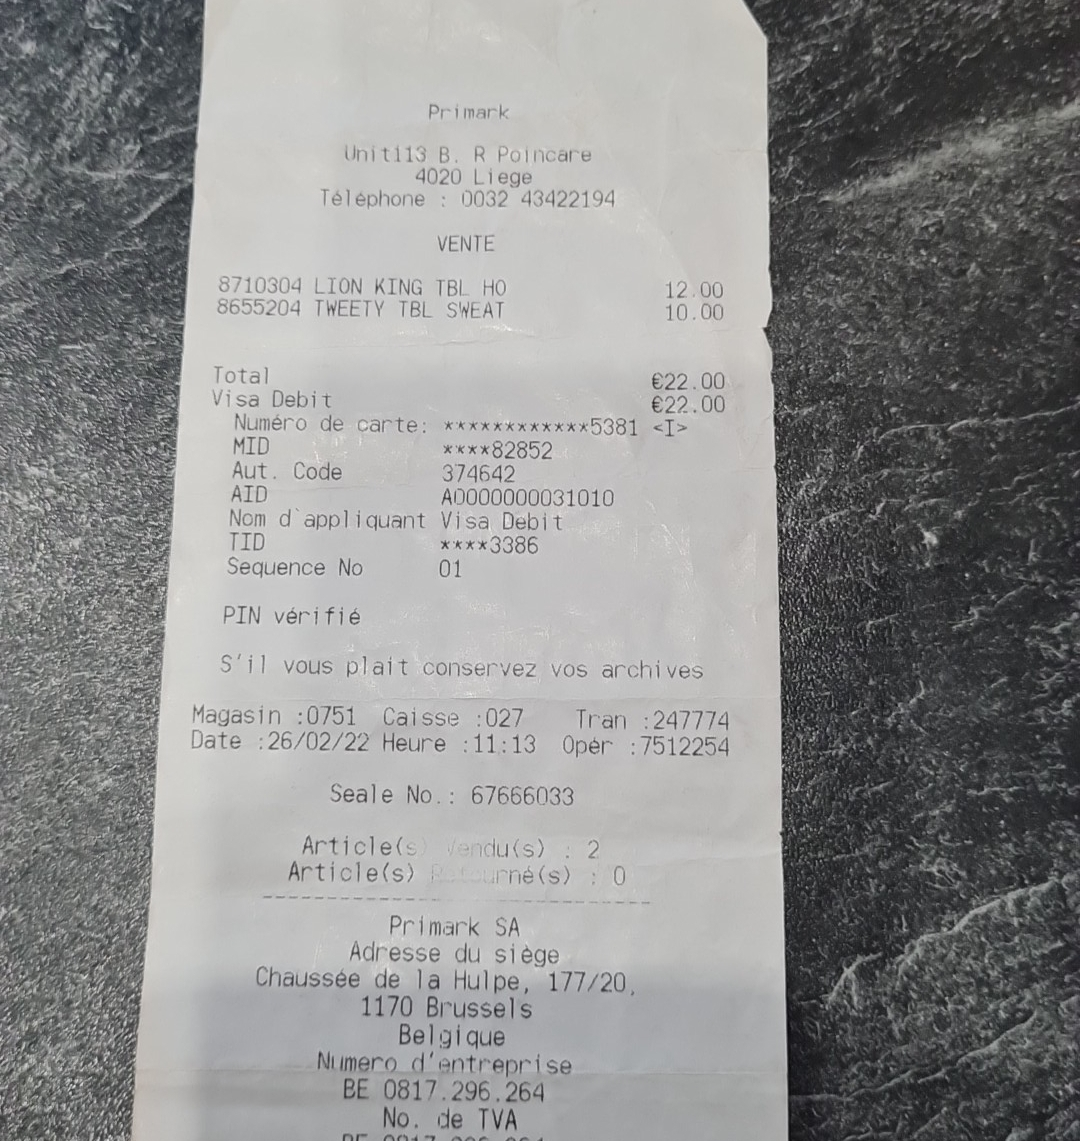 Primark
Unit113 B. R Poincare
4020 Liege
Téléphone : 0032 43422194
VENTE
8710304 LION KING TBL HO 12.00
8655204 TWEETY TBL SWEAT 10.00
Total €22.00
Visa Debit €22.00
Numéro de carte: ************5381 <I>
MID ****82852
Aut. Code 374642
AID A0000000031010
Nom d`appliquant Visa Debit
TID ****3386
Sequence No 01
PIN vérifié
S'il vous plait conservez vos archives
Magasin :0751 Caisse :027 Tran :247774
Date :26/02/22 Heure :11:13 Opér :7512254
Seale No.: 67666033
Article(s) Vendu(s) : 2
Article(s) Retourné(s) : 0
Primark SA
Adresse du siège
Chaussée de la Hulpe, 177/20,
1170 Brussels
Belgique
Numero d'entreprise
BE 0817.296.264
No. de TVA